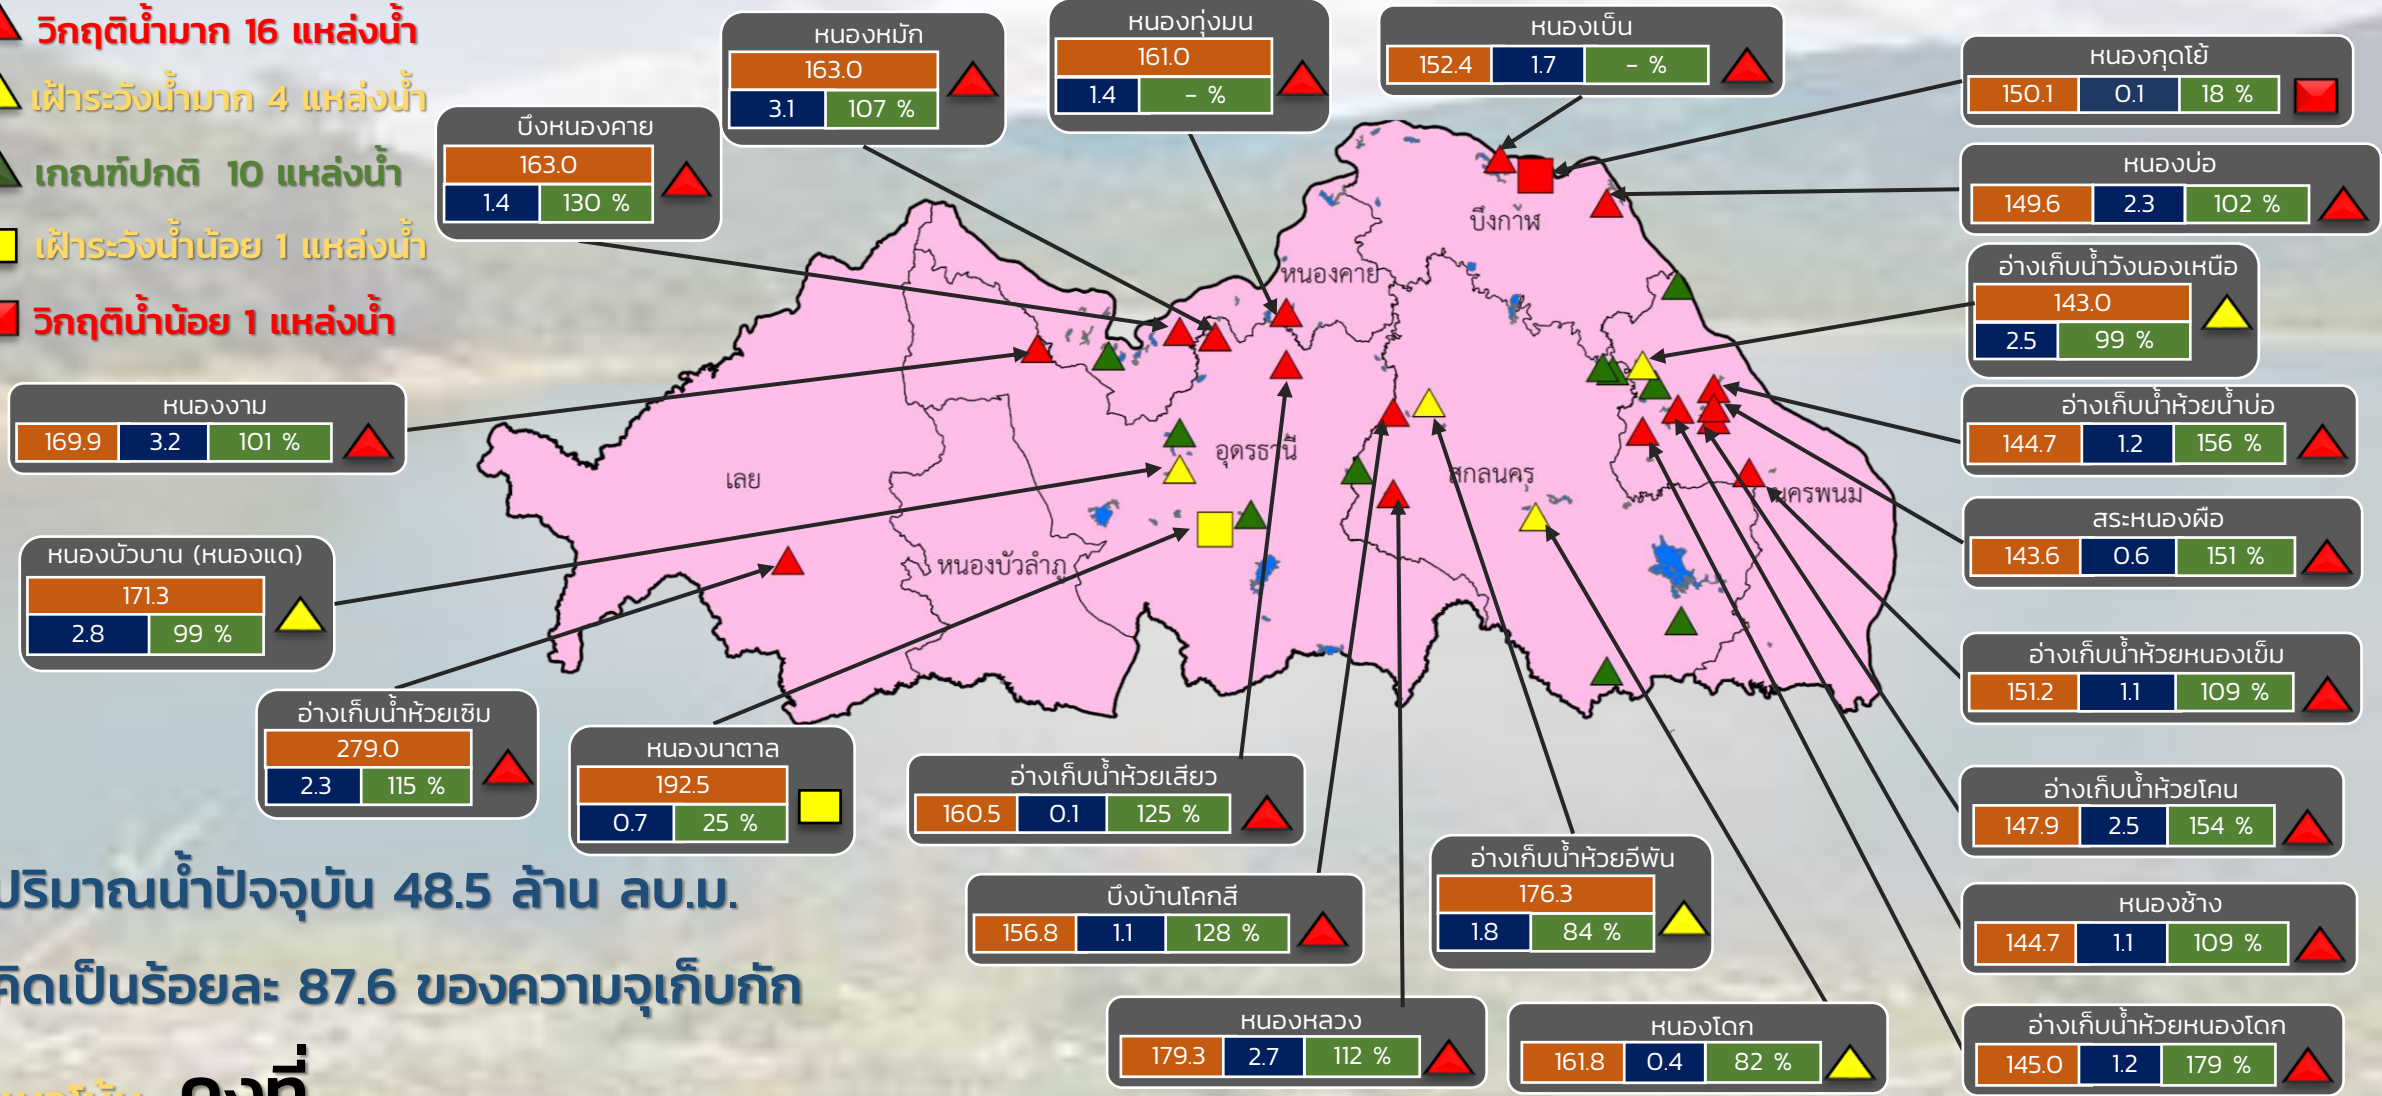 วิกฤติน้ำมาก 16 แหล่งน้ำ
เฝ้าระวังน้ำมาก 4 แหล่งน้ำ
เกณฑ์ปกติ 10 แหล่งน้ำ
เฝ้าระวังน้ำน้อย 1 แหล่งน้ำ
วิกฤติน้ำน้อย 1 แหล่งน้ำ
บึงหนองคาย
163.0
1.4 130 %
หนองหมัก
163.0
3.1 107 %
หนองทุ่งมน
161.0
1.4 - %
หนองเบ็น
152.4 1.7 - %
หนองกุดโย้
150.1 0.1 18 %
หนองบ่อ
149.6 2.3 102 %
อ่างเก็บน้ำวังนองเหนือ
143.0
2.5 99 %
อ่างเก็บน้ำห้วยน้ำบ่อ
144.7 1.2 156 %
สระหนองผือ
143.6 0.6 151 %
อ่างเก็บน้ำห้วยหนองเข็ม
151.2 1.1 109 %
อ่างเก็บน้ำห้วยโคน
147.9 2.5 154 %
หนองช้าง
144.7 1.1 109 %
อ่างเก็บน้ำห้วยหนองโดก
145.0 1.2 179 %
บึงกาฬ
หนองคาย
อุดรธานี
เลย
สกลนคร
นครพนม
หนองบัวลำภู
หนองงาม
169.9 3.2 101 %
หนองบัวบาน (หนองแด)
171.3
2.8 99 %
อ่างเก็บน้ำห้วยเซิม
279.0
2.3 115 %
หนองนาตาล
192.5
0.7 25 %
อ่างเก็บน้ำห้วยเสียว
160.5 0.1 125 %
บึงบ้านโคกสี
156.8 1.1 128 %
อ่างเก็บน้ำห้วยอีพัน
176.3
1.8 84 %
หนองหลวง
179.3 2.7 112 %
หนองโดก
161.8 0.4 82 %
ปริมาณน้ำปัจจุบัน 48.5 ล้าน ลบ.ม.
คิดเป็นร้อยละ 87.6 ของความจุเก็บกัก
คงที่